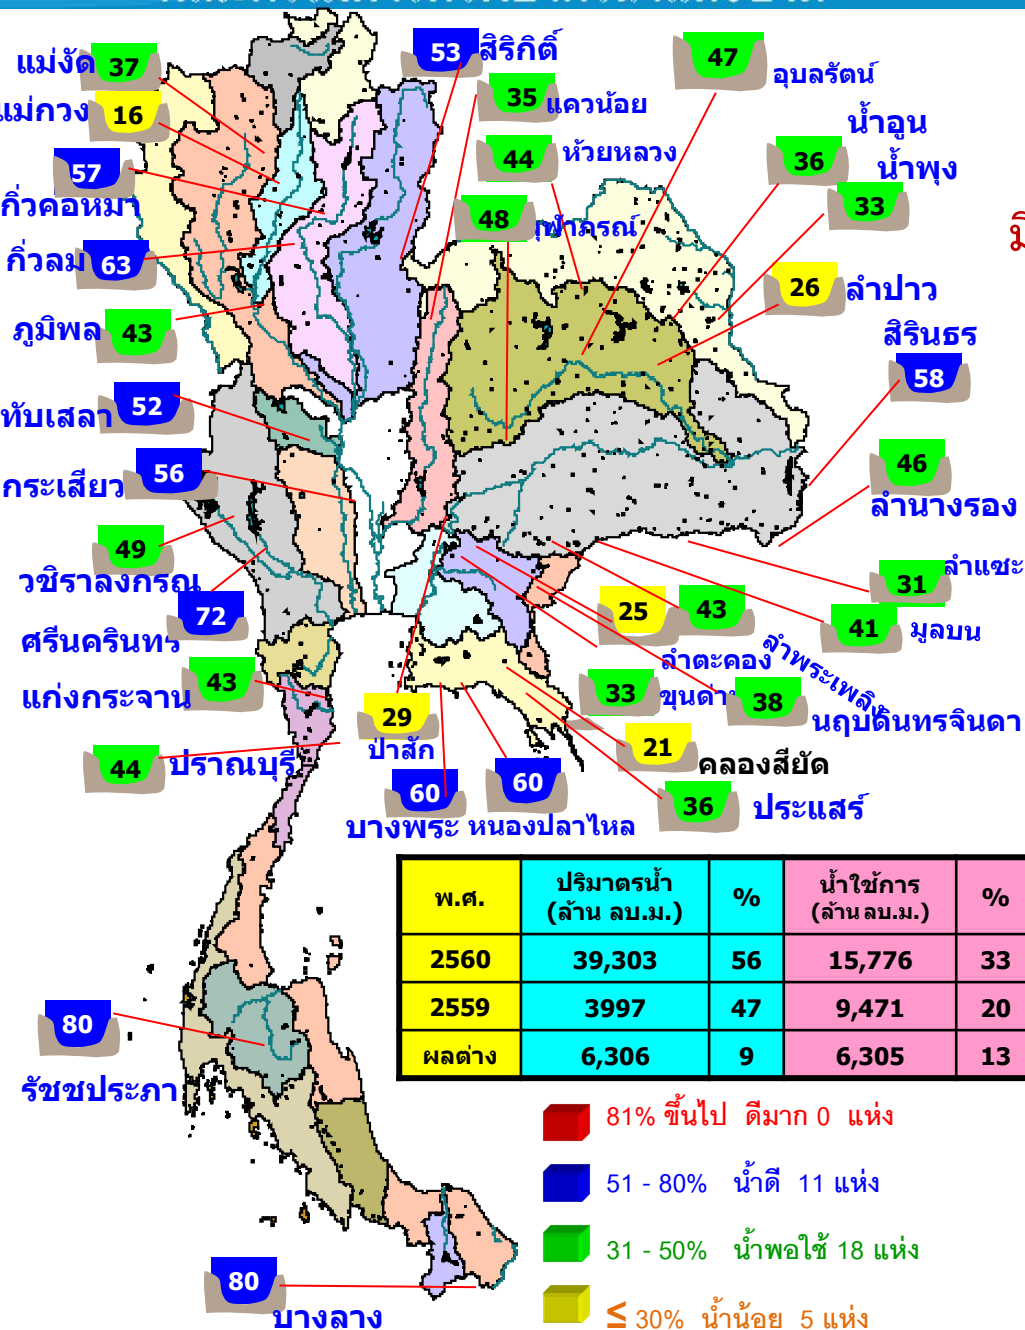 แม่งัด 37
53 สิริกิติ์
47 อุบลรัตน์
35 แควน้อย
แม่กวง 16
น้ำอูน
36
44 ห้วยหลวง
น้ำพุง
33
57
กิ่วคอหมา
48
กิ่วลม 63
26 ลำปาว
ภูมิพล 43
สิรินธร
58
ทับเสลา 52
46
ลำนางรอง
กระเสียว 56
49
วชิราลงกรณ
72
31 ลำแซะ
25
43
41 มูลบน
ศรีนครินทร
ลำตะคอง
ลำพระเพลิง
แก่งกระจาน 43
33
38
นฤบดินทรจินดา
29
ป่าสัก
21
คลองสียัด
44 ปราณบุรี
60
60
36 ประแสร์
บางพระ หนองปลาไหล
พ.ศ. ปริมาตรน้ำ (ล้าน ลบ.ม.) % น้ำใช้การ (ล้าน ลบ.ม.) %
2560 39,303 56 15,776 33
2559 3997 47 9,471 20
ผลต่าง 6,306 9 6,305 13
80
รัชชประภา
81% ขึ้นไป ดีมาก 0 แห่ง
51 - 80% น้ำดี 11 แห่ง
31 - 50% น้ำพอใช้ 18 แห่ง
≤ 30% น้ำน้อย 5 แห่ง
80
บางลาง